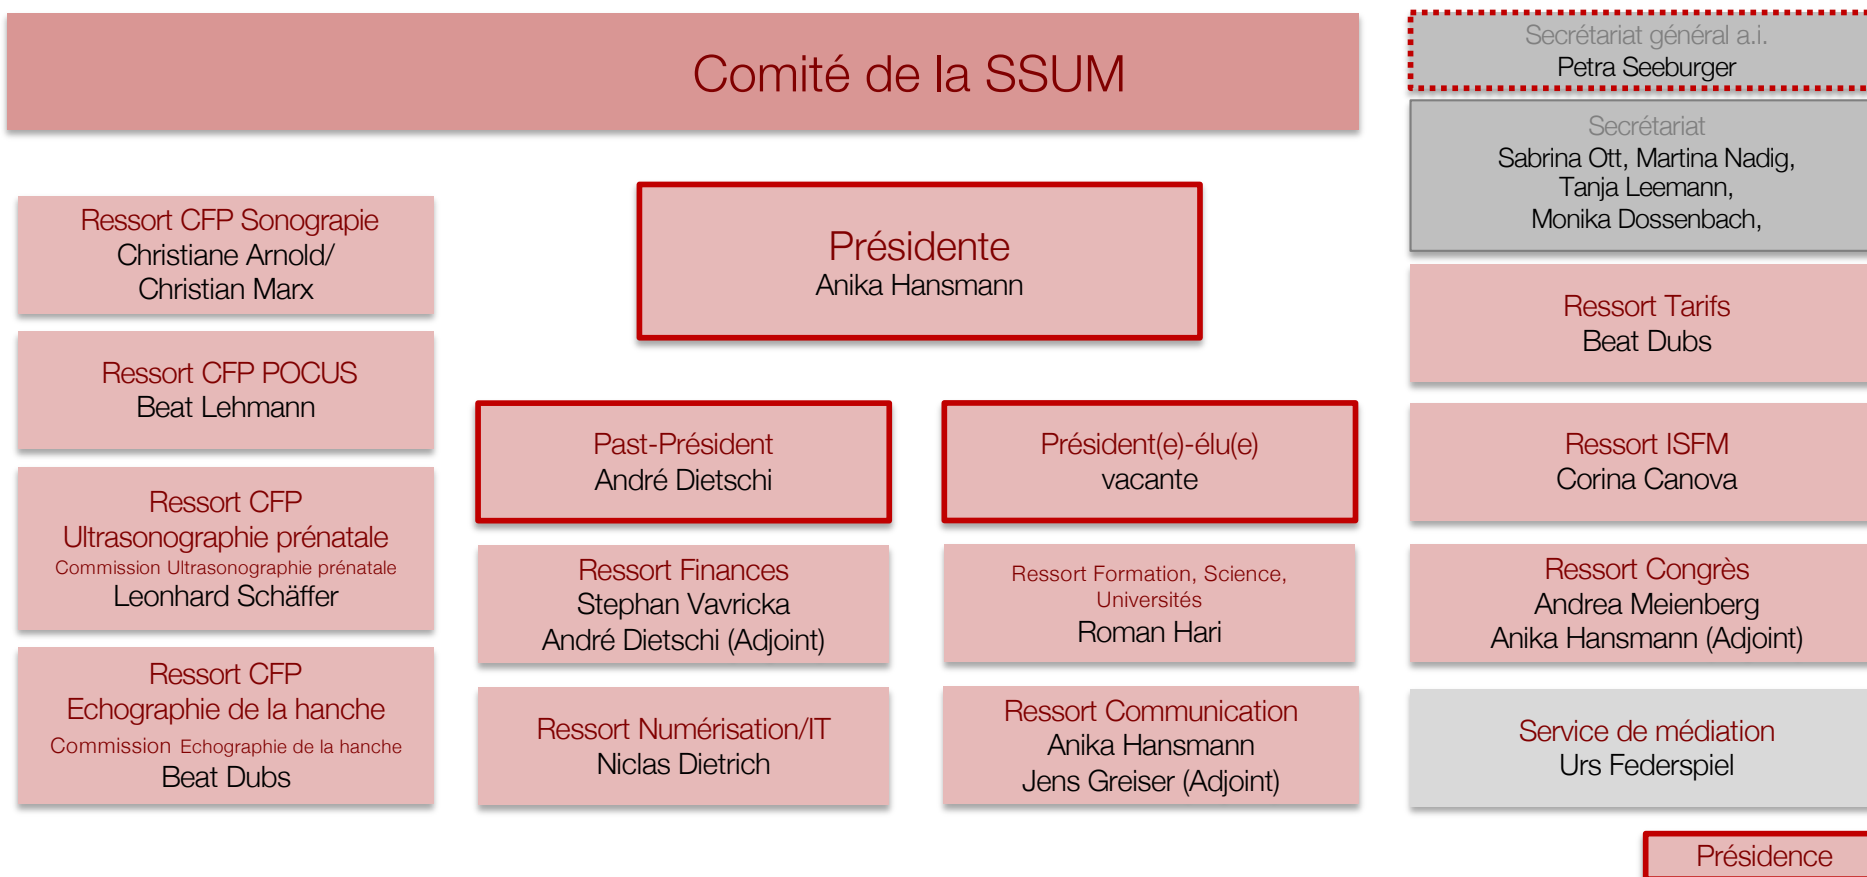 Comité de la SSUM
Secrétariat général a.i.
Petra Seeburger
Secrétariat
Sabrina Ott, Martina Nadig,
Tanja Leemann,
Monika Dossenbach,
Ressort CFP Sonograpie
Christiane Arnold/
Christian Marx
Présidente
Anika Hansmann
Ressort Tarifs
Beat Dubs
Ressort CFP POCUS
Beat Lehmann
Past-Président
André Dietschi
Président(e)-élu(e)
vacante
Ressort ISFM
Corina Canova
Ressort CFP
Ultrasonographie prénatale
Commission Ultrasonographie prénatale
Leonhard Schäffer
Ressort Finances
Stephan Vavricka
André Dietschi (Adjoint)
Ressort Formation, Science,
Universités
Roman Hari
Ressort Congrès
Andrea Meienberg
Anika Hansmann (Adjoint)
Ressort CFP
Echographie de la hanche
Commission Echographie de la hanche
Beat Dubs
Ressort Numérisation/IT
Niclas Dietrich
Ressort Communication
Anika Hansmann
Jens Greiser (Adjoint)
Service de médiation
Urs Federspiel
Présidence